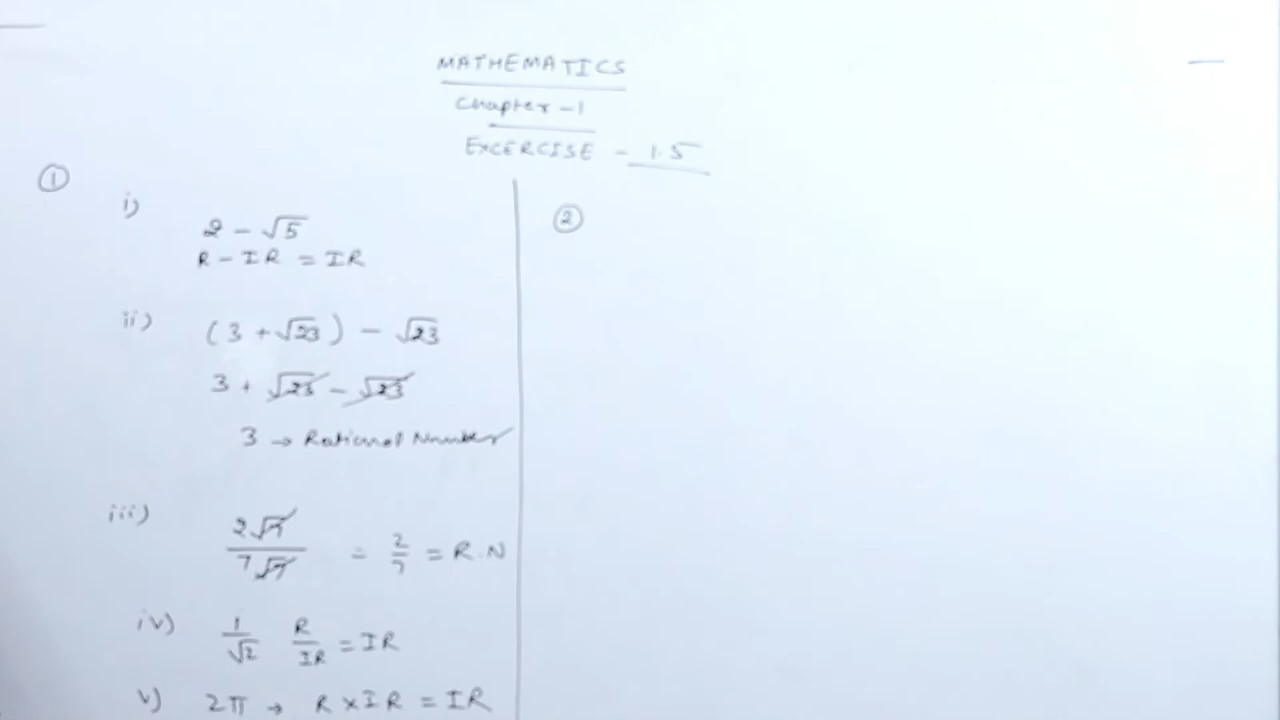 MATHEMATICS
Chapter - 1
EXCERCISE - 1.5
①
i)
2 - √5
R - IR = IR
ii) (3 + √23) - √23
3 + √23 - √23
3 → Rational Number
iii) 2√7 / 7√7 = 2/7 = R.N
iv) 1/√2 R/IR = IR
v) 2π → R x IR = IR
②